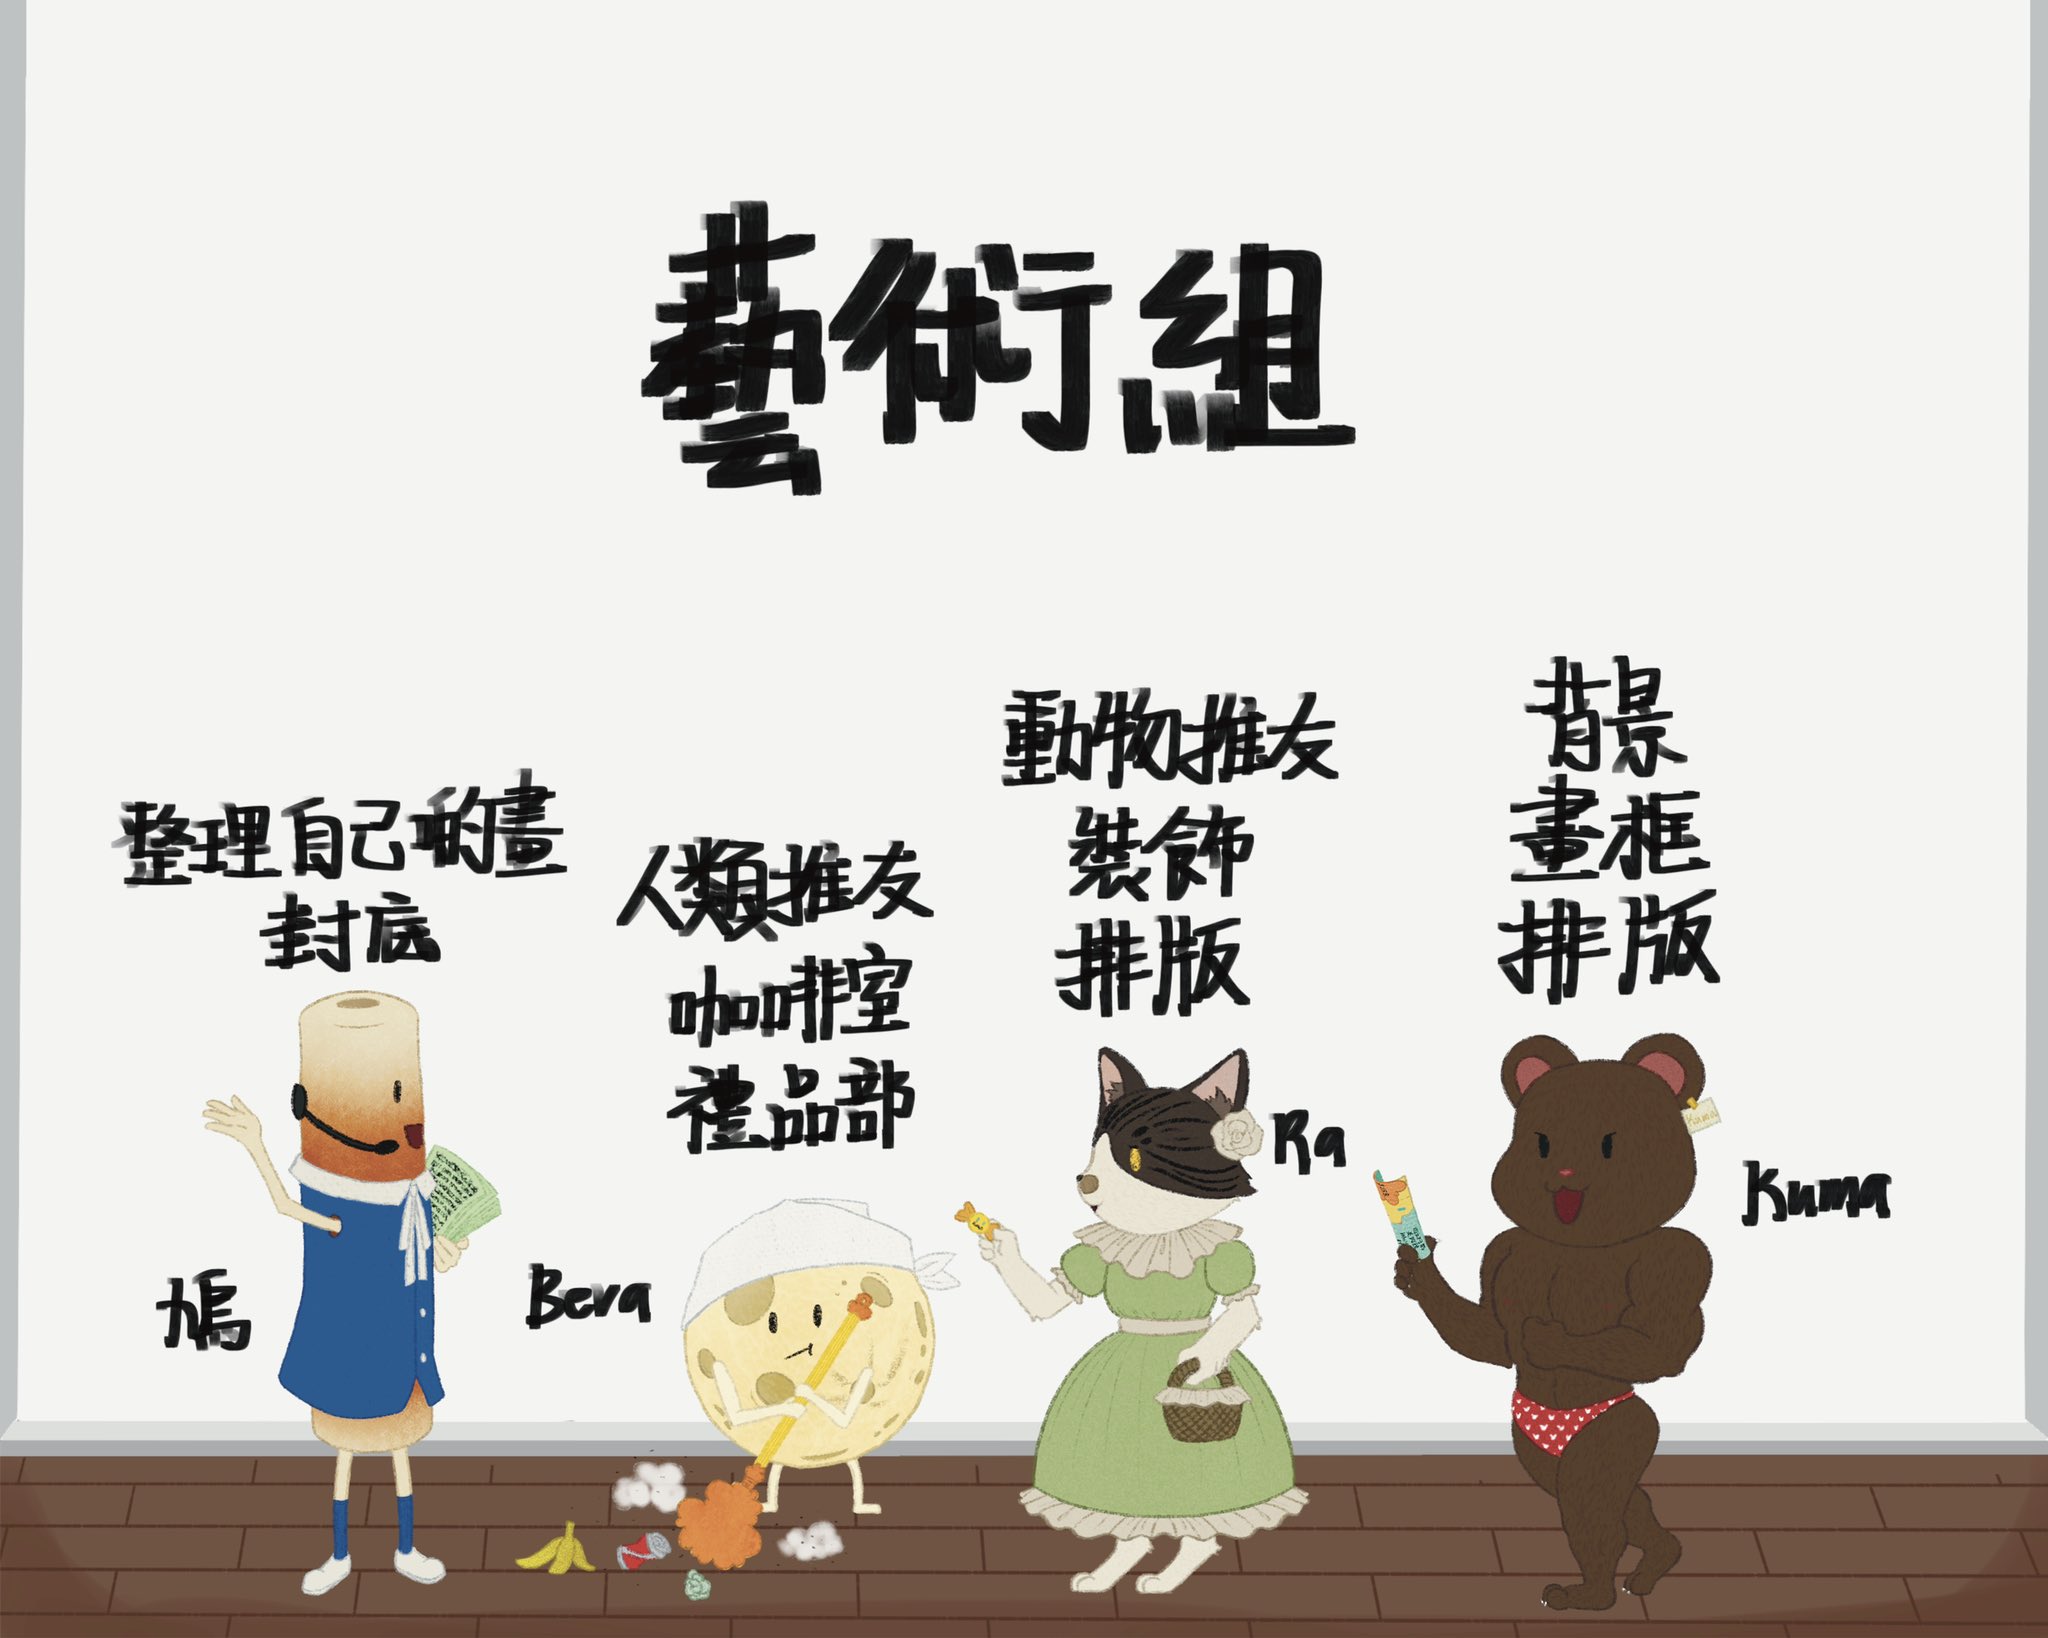 藝術組
整理自己的畫
封底
鳩
人類推友
咖啡室
禮品部
Bera
動物推友
裝飾
排版
Ra
背景
畫框
排版
Kuma
Kuma